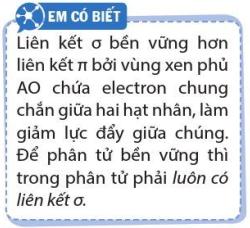 EM CÓ BIẾT
Liên kết σ bền vững hơn
liên kết π bởi vùng xen phủ
AO chứa electron chung
chắn giữa hai hạt nhân, làm
giảm lực đẩy giữa chúng.
Để phân tử bền vững thì
trong phân tử phải luôn có
liên kết σ.